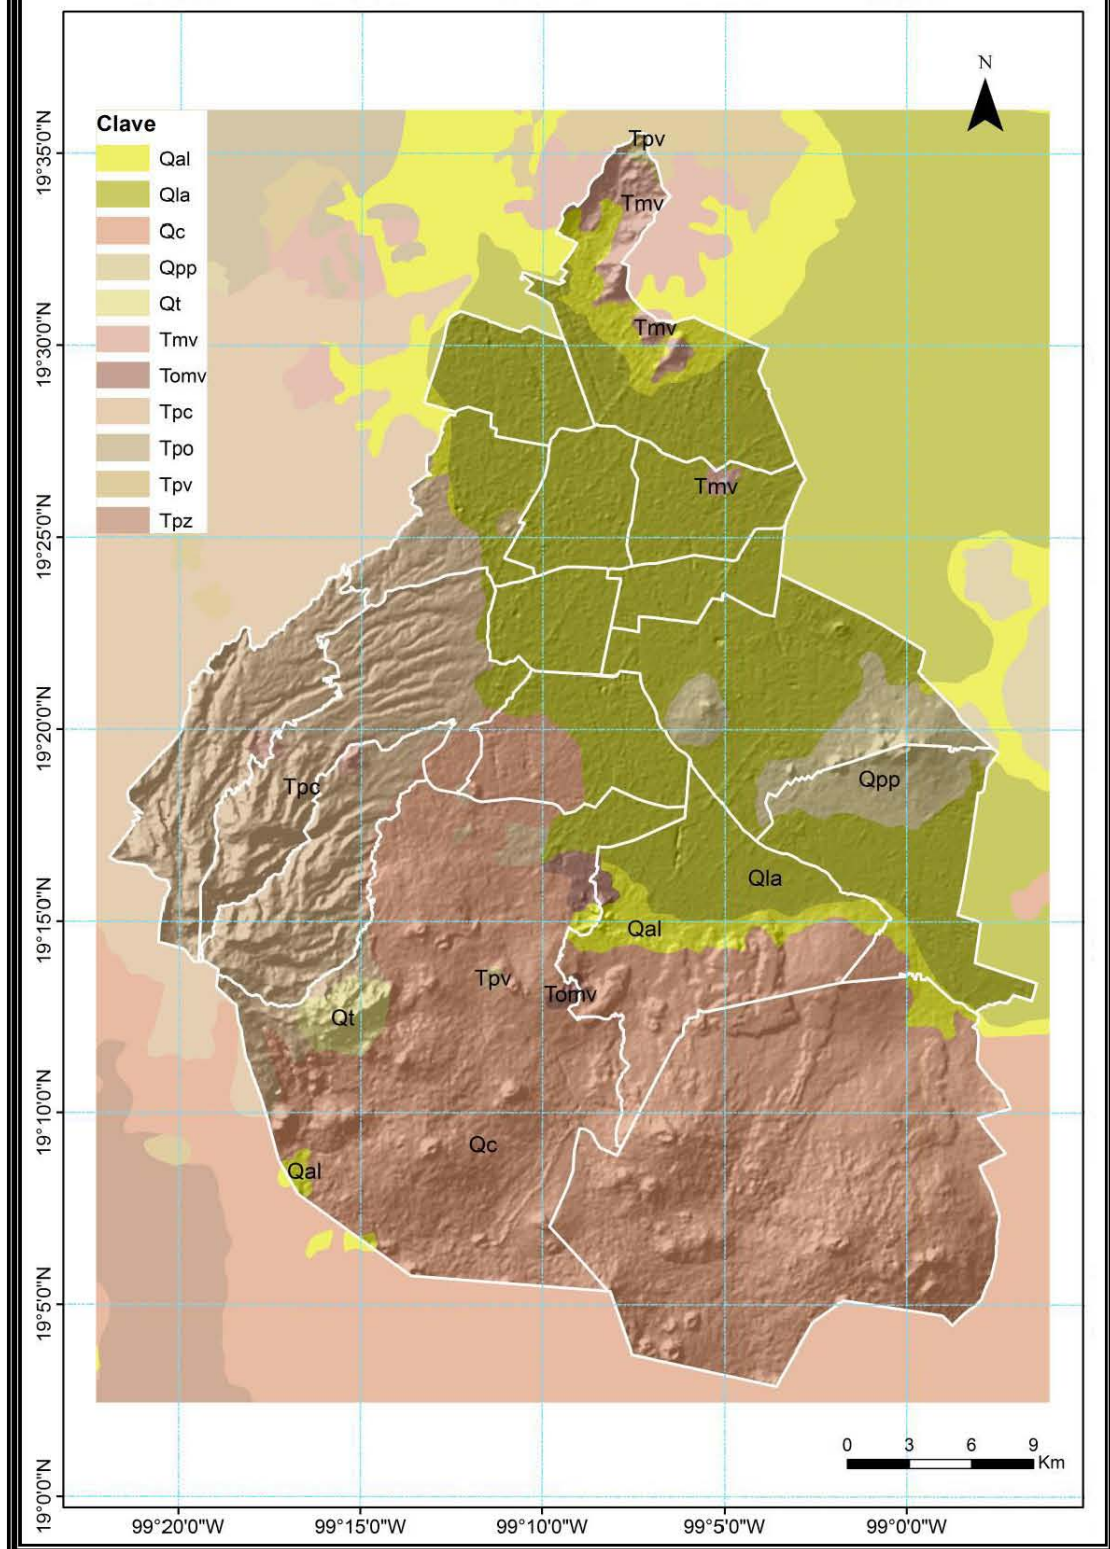 N
Clave
Qal
Qla
Qc
Qpp
Qt
Tmv
Tomv
Tpc
Tpo
Tpv
Tpz
19°35'0"N
19°30'0"N
19°25'0"N
19°20'0"N
19°15'0"N
19°10'0"N
19°5'0"N
19°0'0"N
Tpv
Tmv
Tmv
Tmv
Tpc
Qpp
Qla
Qal
Tpv
Tomv
Qt
Qc
Qal
0 3 6 9
Km
99°20'0"W 99°15'0"W 99°10'0"W 99°5'0"W 99°0'0"W